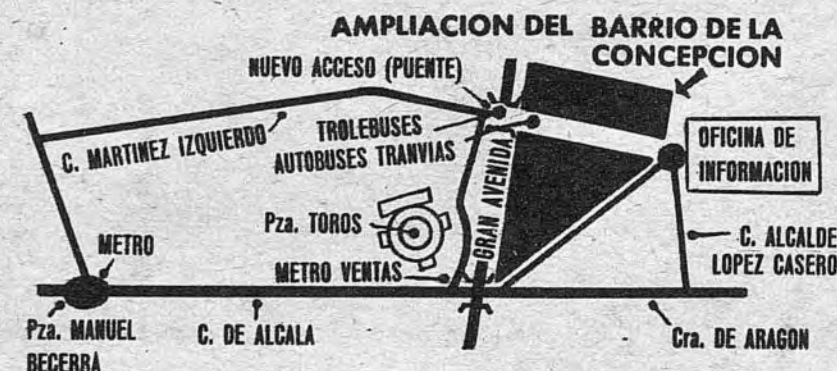 AMPLIACION DEL BARRIO DE LA
CONCEPCION
NUEVO ACCESO (PUENTE)
C. MARTINEZ IZQUIERDO
TROLEBUSES
AUTOBUSES TRANVIAS
OFICINA DE
INFORMACION
GRAN AVENIDA
Pza. TOROS
METRO
METRO VENTAS
C. ALCALDE
LOPEZ CASERO
Pza. MANUEL
BECERRA
C. DE ALCALA
Cra. DE ARAGON